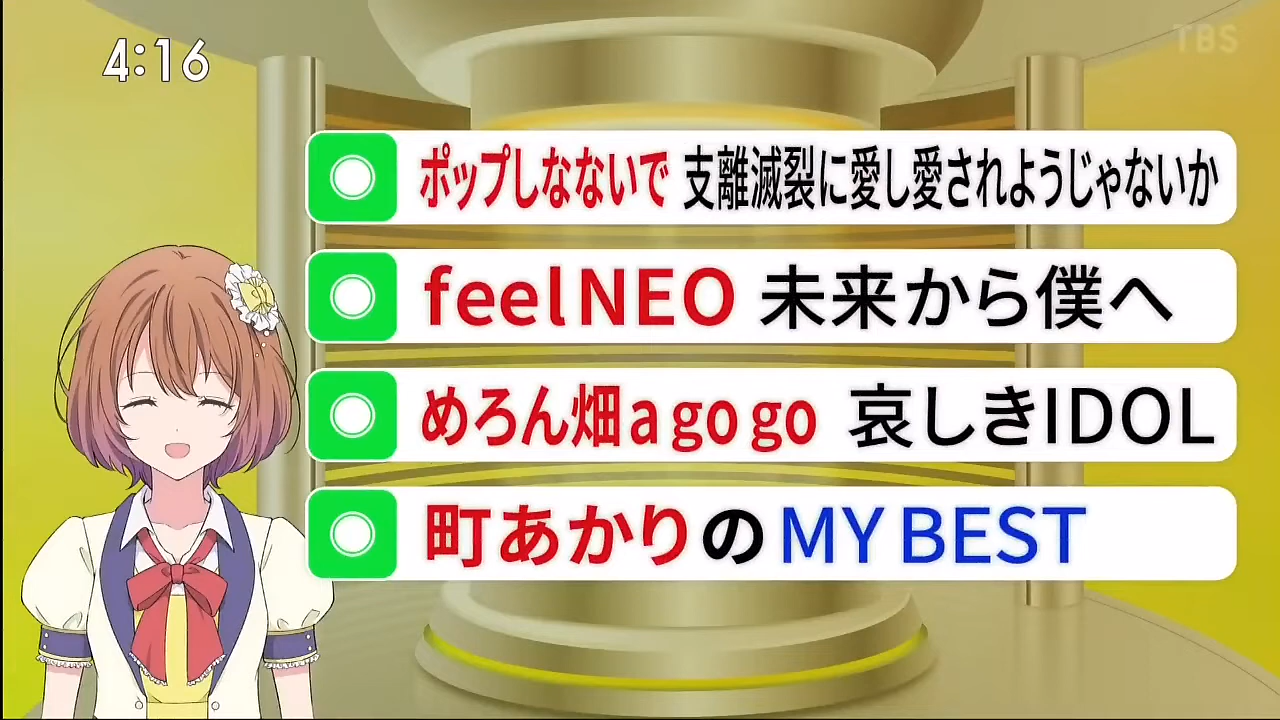 4:16
TBS
ポップしなないで 支離滅裂に愛し愛されようじゃないか
feelNEO 未来から僕へ
めろん畑a go go 哀しきIDOL
町あかりのMY BEST